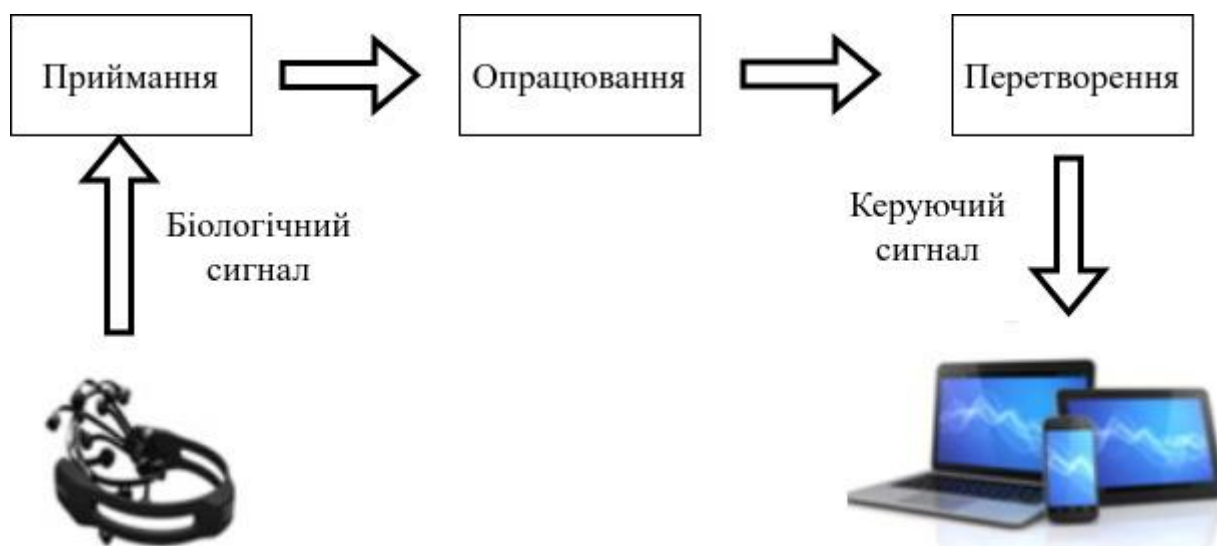 Приймання
Опрацювання
Перетворення
Біологічний
сигнал
Керуючий
сигнал